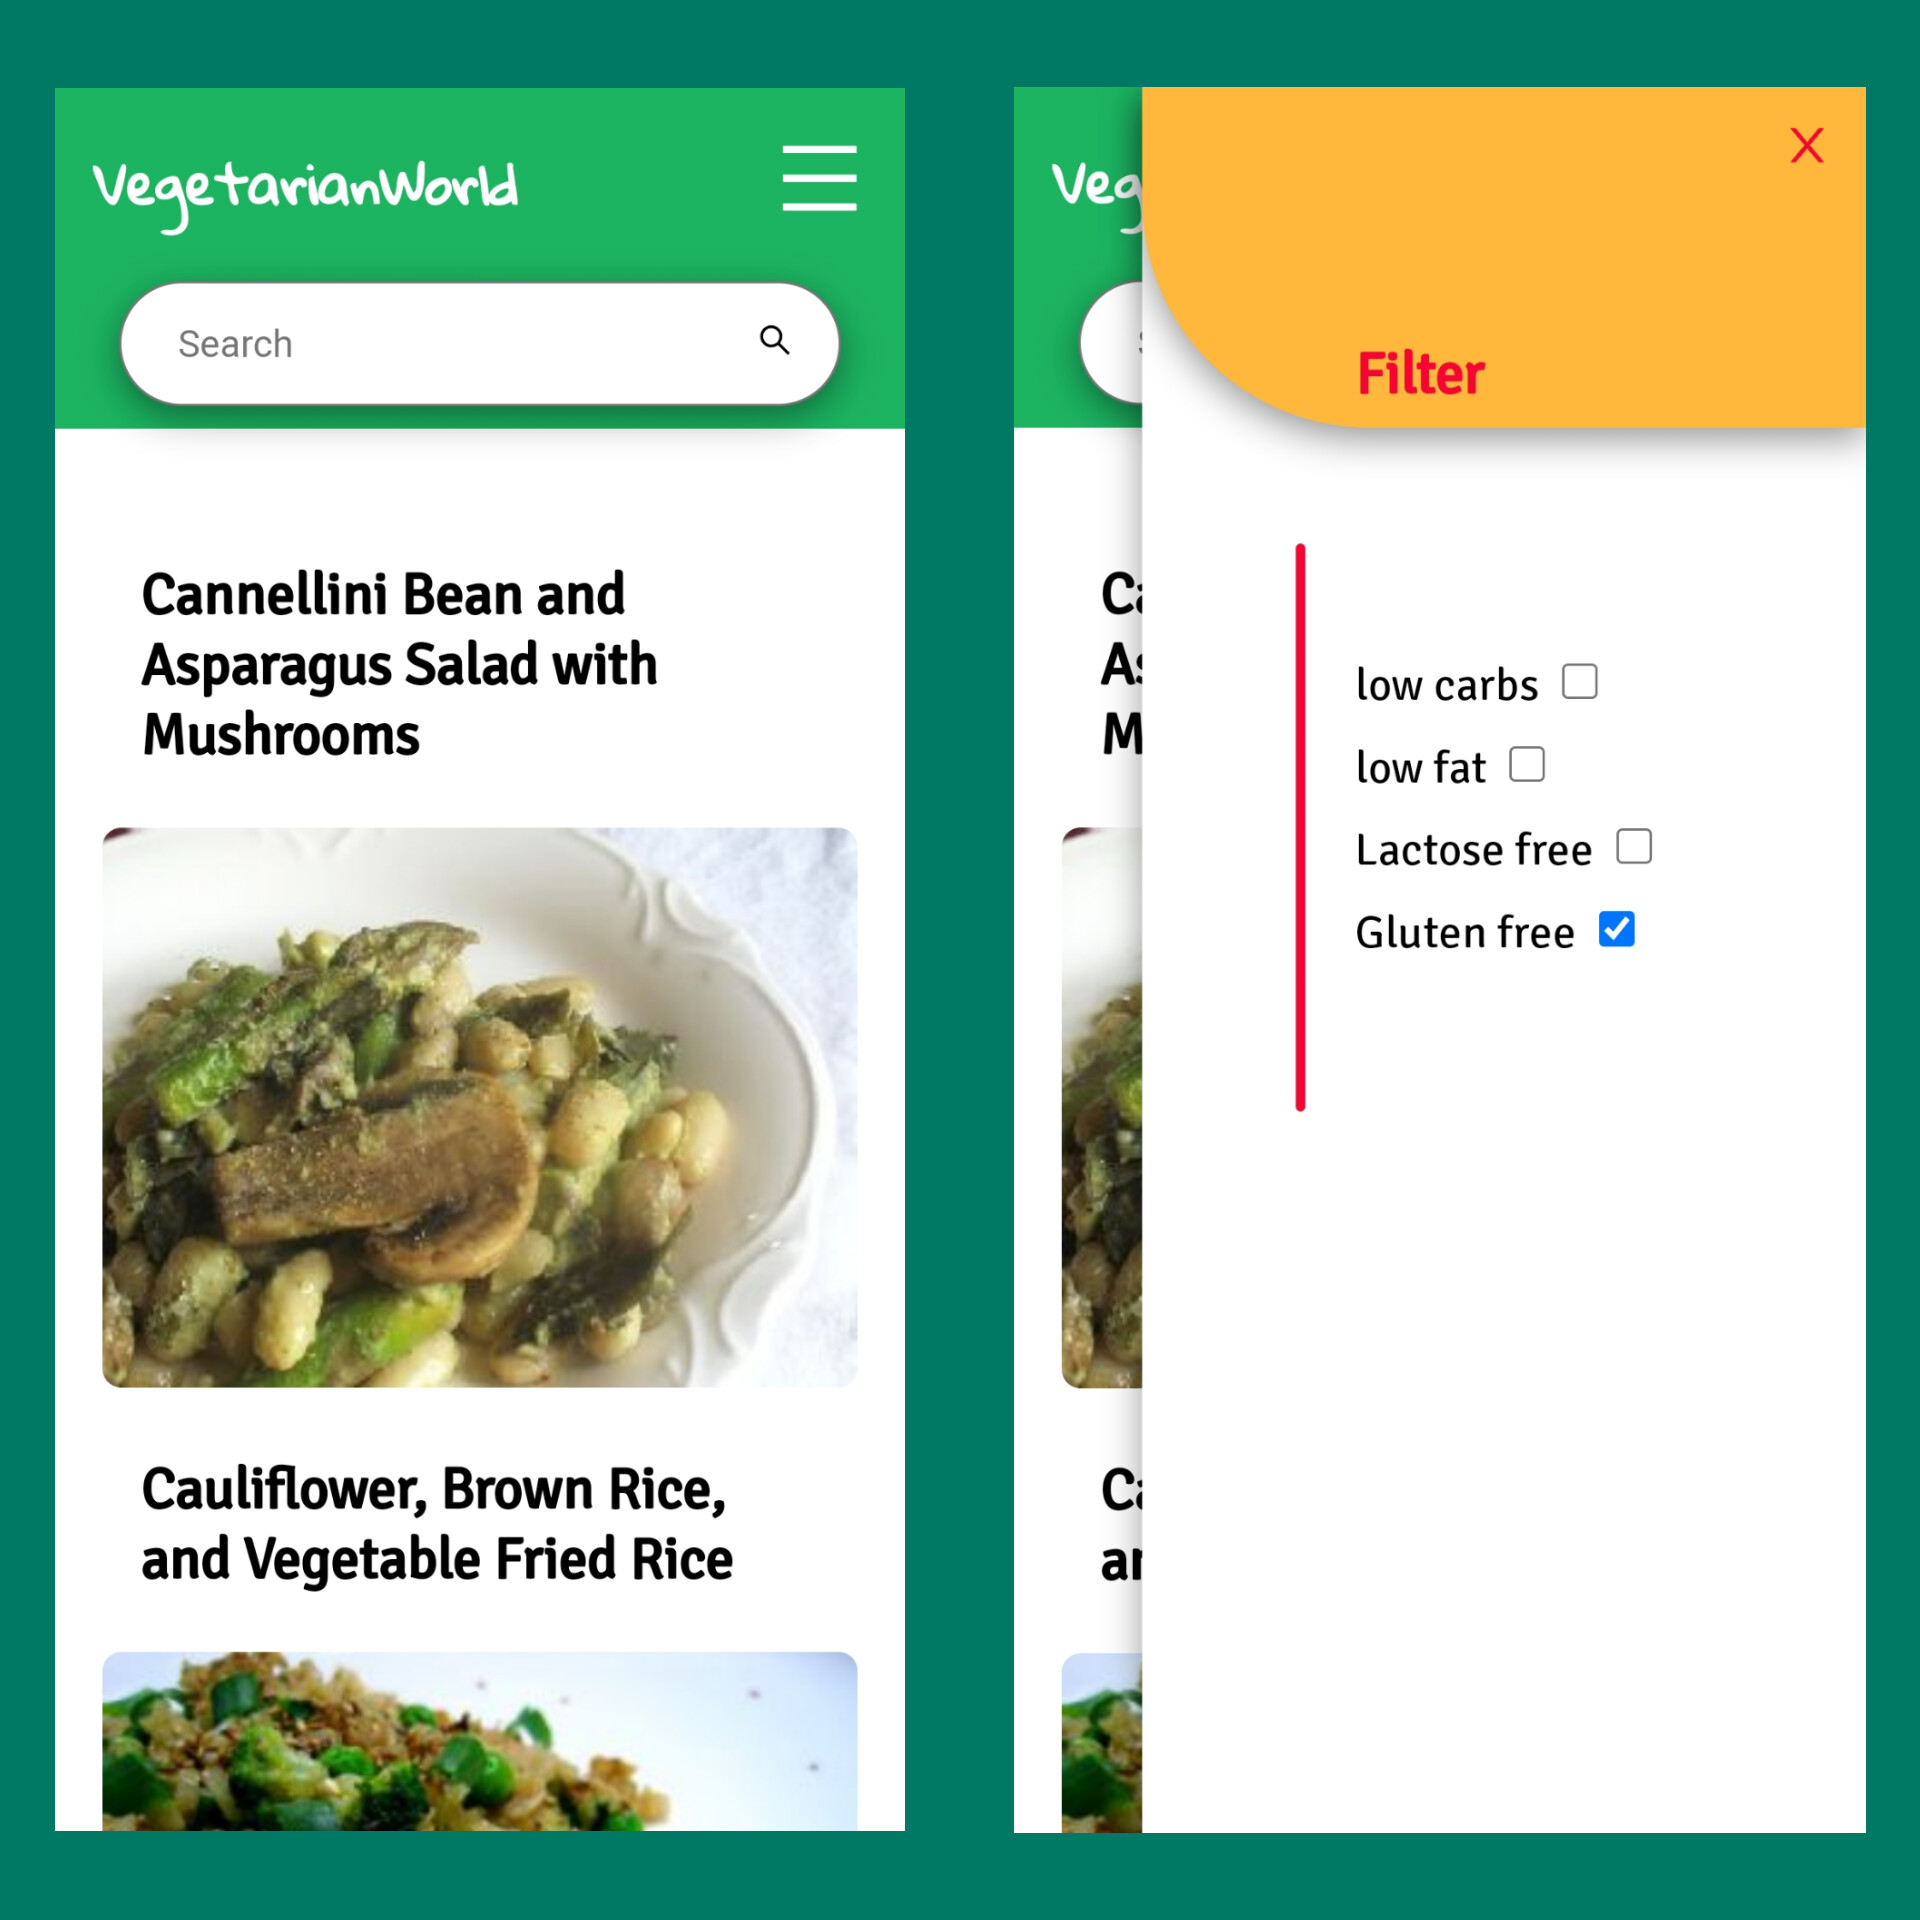 VegetarianWorld
Search
Cannellini Bean and
Asparagus Salad with
Mushrooms
Cauliflower, Brown Rice,
and Vegetable Fried Rice
Veg
X
Filter
Ca
As
M
low carbs
low fat
Lactose free
Gluten free
Ca
ar